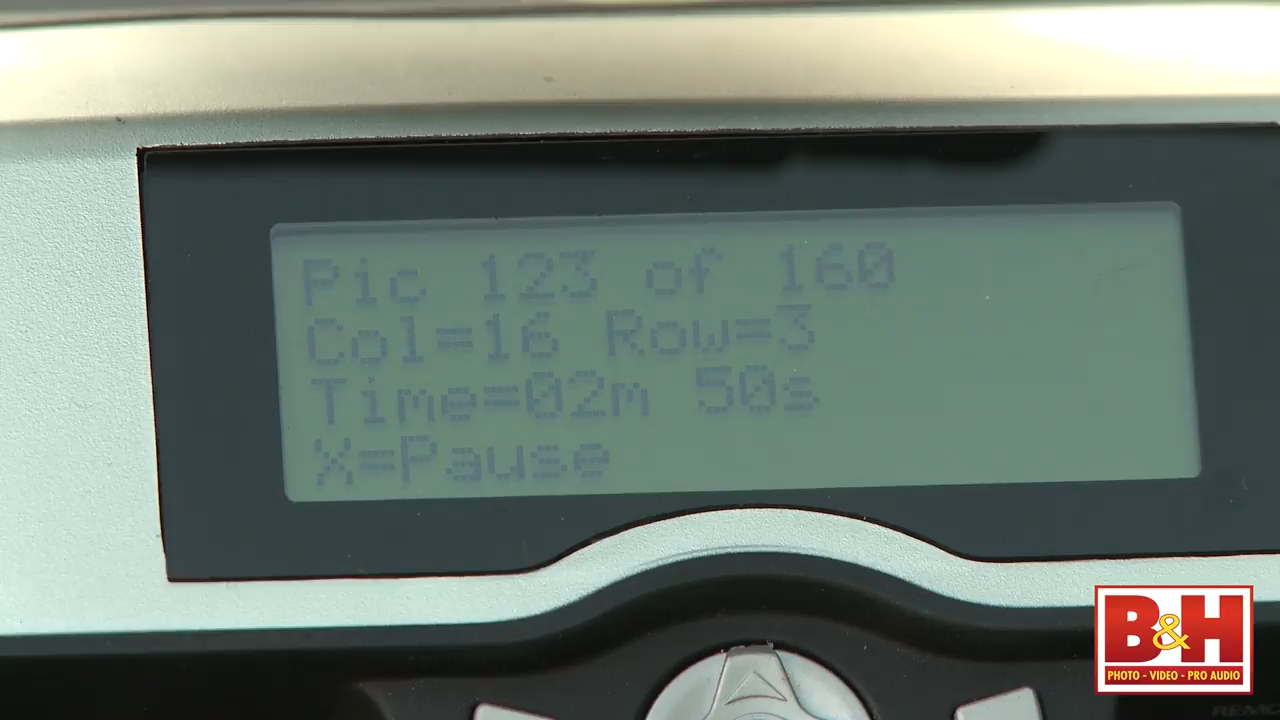 Pic 123 of 160
Col=16 Row=3
Time=02m 50s
X=Pause
B&H
PHOTO - VIDEO - PRO AUDIO